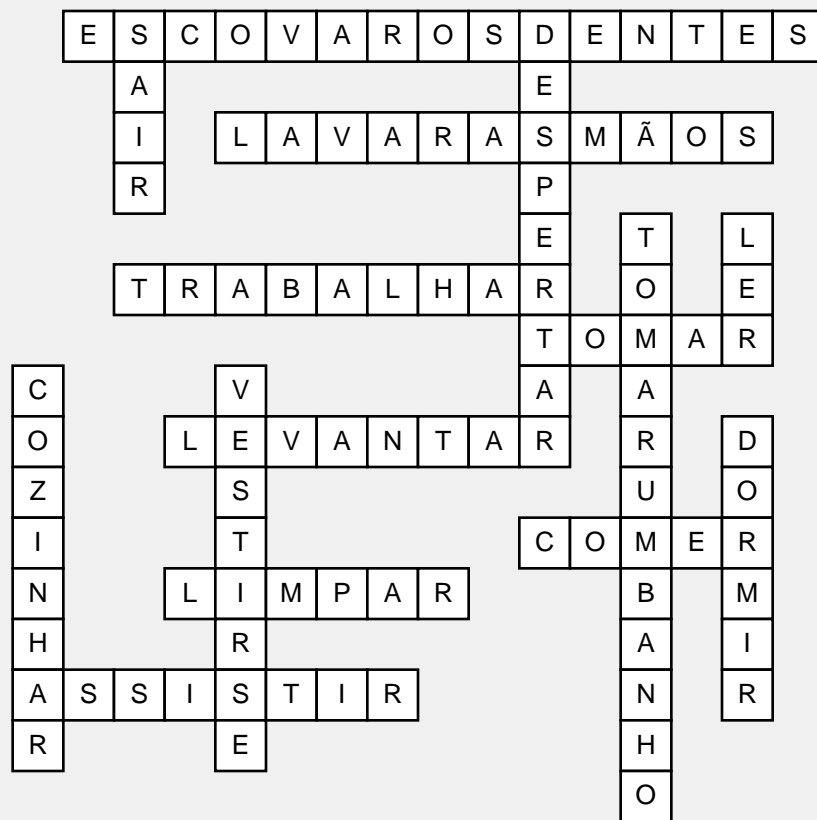 ESCOVAROSDENTES
SAIR
DESPERTAR
LAVARASMÃOS
TOMARUMBANHO
LER
TRABALHAR
TOMAR
COZINHAR
VESTIRSE
LEVANTAR
DORMIR
COMER
LIMPAR
ASSISTIR